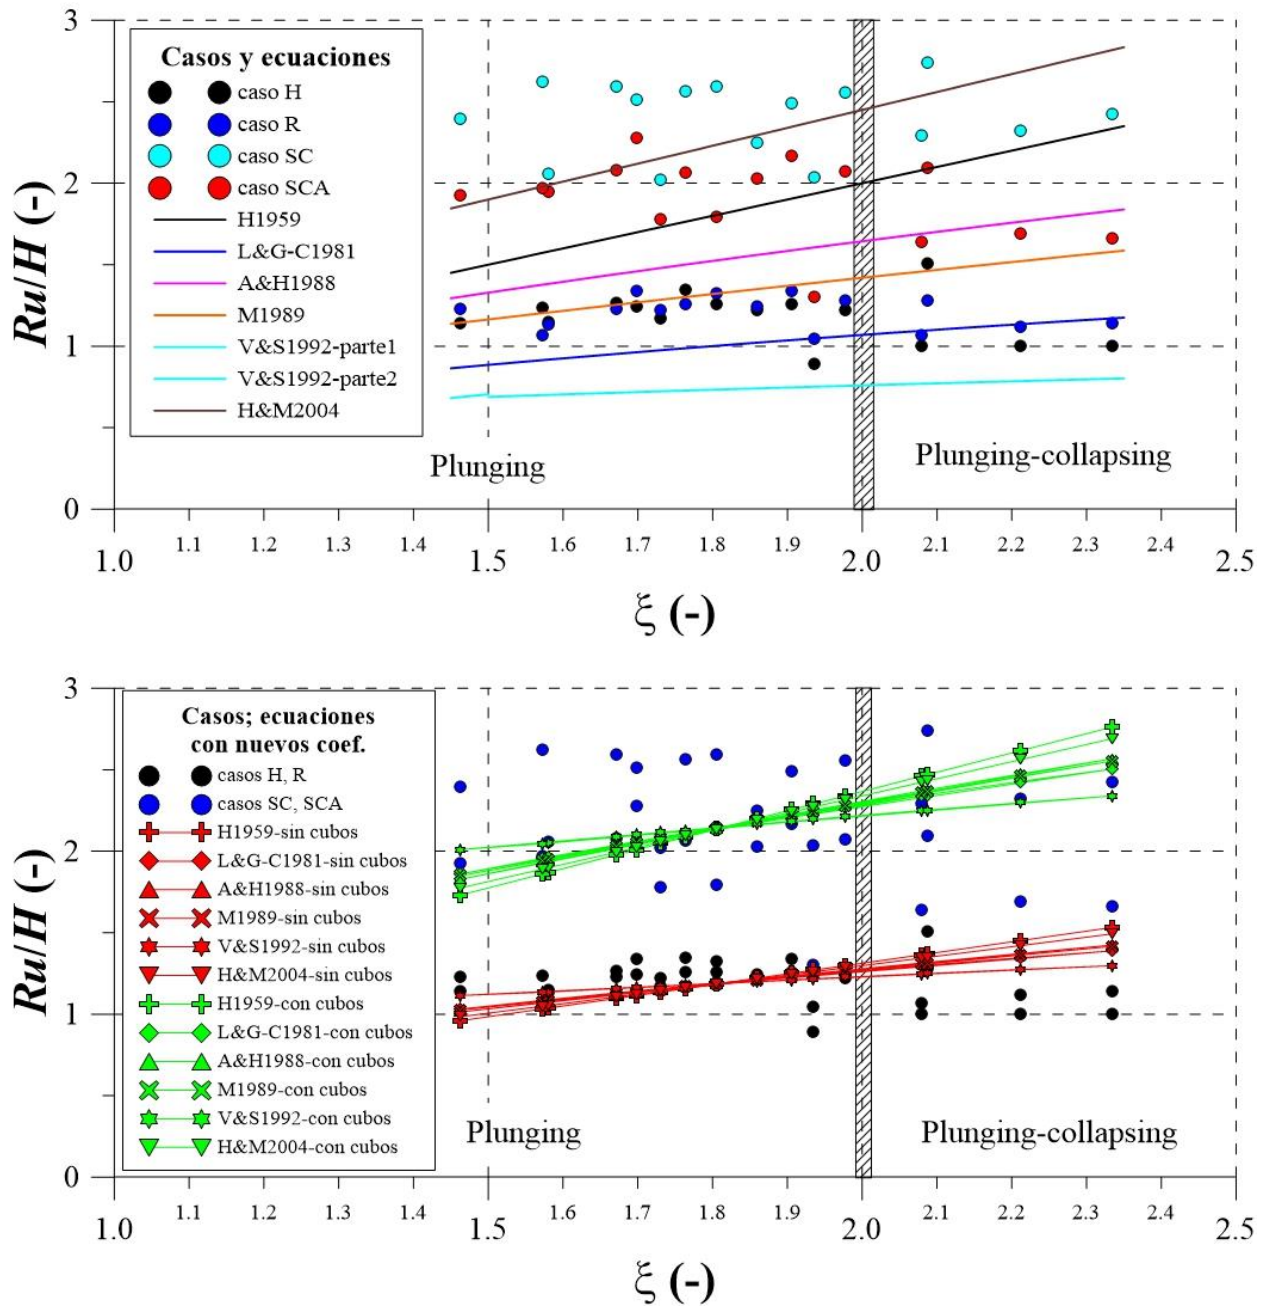 3
Casos y ecuaciones
caso H
caso R
caso SC
caso SCA
H1959
L&G-C1981
A&H1988
M1989
V&S1992-parte1
V&S1992-parte2
H&M2004
2
1
0
Ru/H (-)
Plunging
Plunging-collapsing
1.0 1.1 1.2 1.3 1.4 1.5 1.6 1.7 1.8 1.9 2.0 2.1 2.2 2.3 2.4 2.5
ξ (-)
3
Casos; ecuaciones
con nuevos coef.
casos H, R
casos SC, SCA
H1959-sin cubos
L&G-C1981-sin cubos
A&H1988-sin cubos
M1989-sin cubos
V&S1992-sin cubos
H&M2004-sin cubos
H1959-con cubos
L&G-C1981-con cubos
A&H1988-con cubos
M1989-con cubos
V&S1992-con cubos
H&M2004-con cubos
2
1
0
Ru/H (-)
Plunging
Plunging-collapsing
1.0 1.1 1.2 1.3 1.4 1.5 1.6 1.7 1.8 1.9 2.0 2.1 2.2 2.3 2.4 2.5
ξ (-)